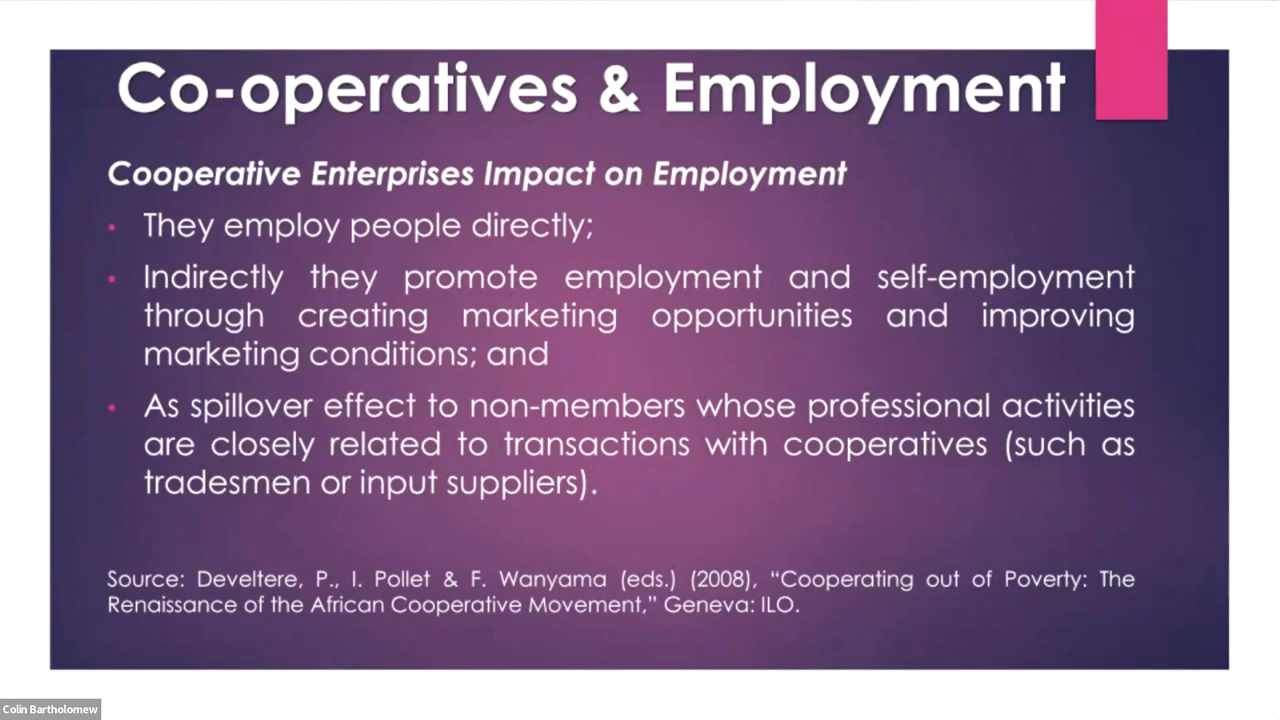 Co-operatives & Employment
Cooperative Enterprises Impact on Employment
• They employ people directly;
• Indirectly they promote employment and self-employment
through creating marketing opportunities and improving
marketing conditions; and
• As spillover effect to non-members whose professional activities
are closely related to transactions with cooperatives (such as
tradesmen or input suppliers).
Source: Develtere, P., I. Pollet & F. Wanyama (eds.) (2008), “Cooperating out of Poverty: The
Renaissance of the African Cooperative Movement,” Geneva: ILO.
Colin Bartholomew